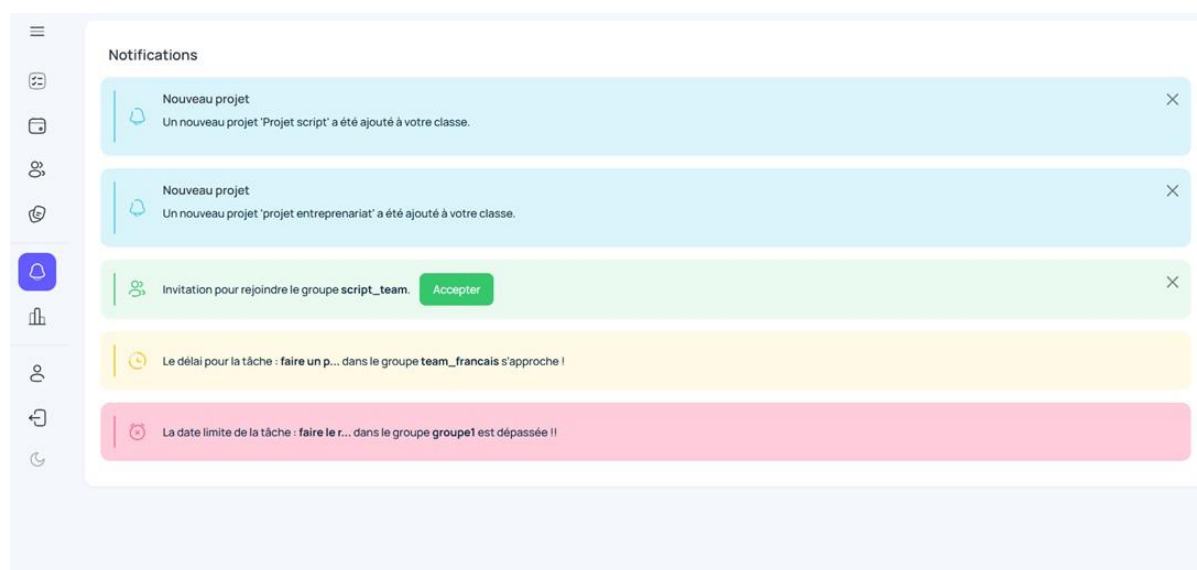 Notifications
Nouveau projet
Un nouveau projet 'Projet script' a été ajouté à votre classe.
Nouveau projet
Un nouveau projet 'projet entreprenariat' a été ajouté à votre classe.
Invitation pour rejoindre le groupe script_team. Accepter
Le délai pour la tâche : faire un p... dans le groupe team_francais s'approche !
La date limite de la tâche : faire le r... dans le groupe groupe1 est dépassée !!